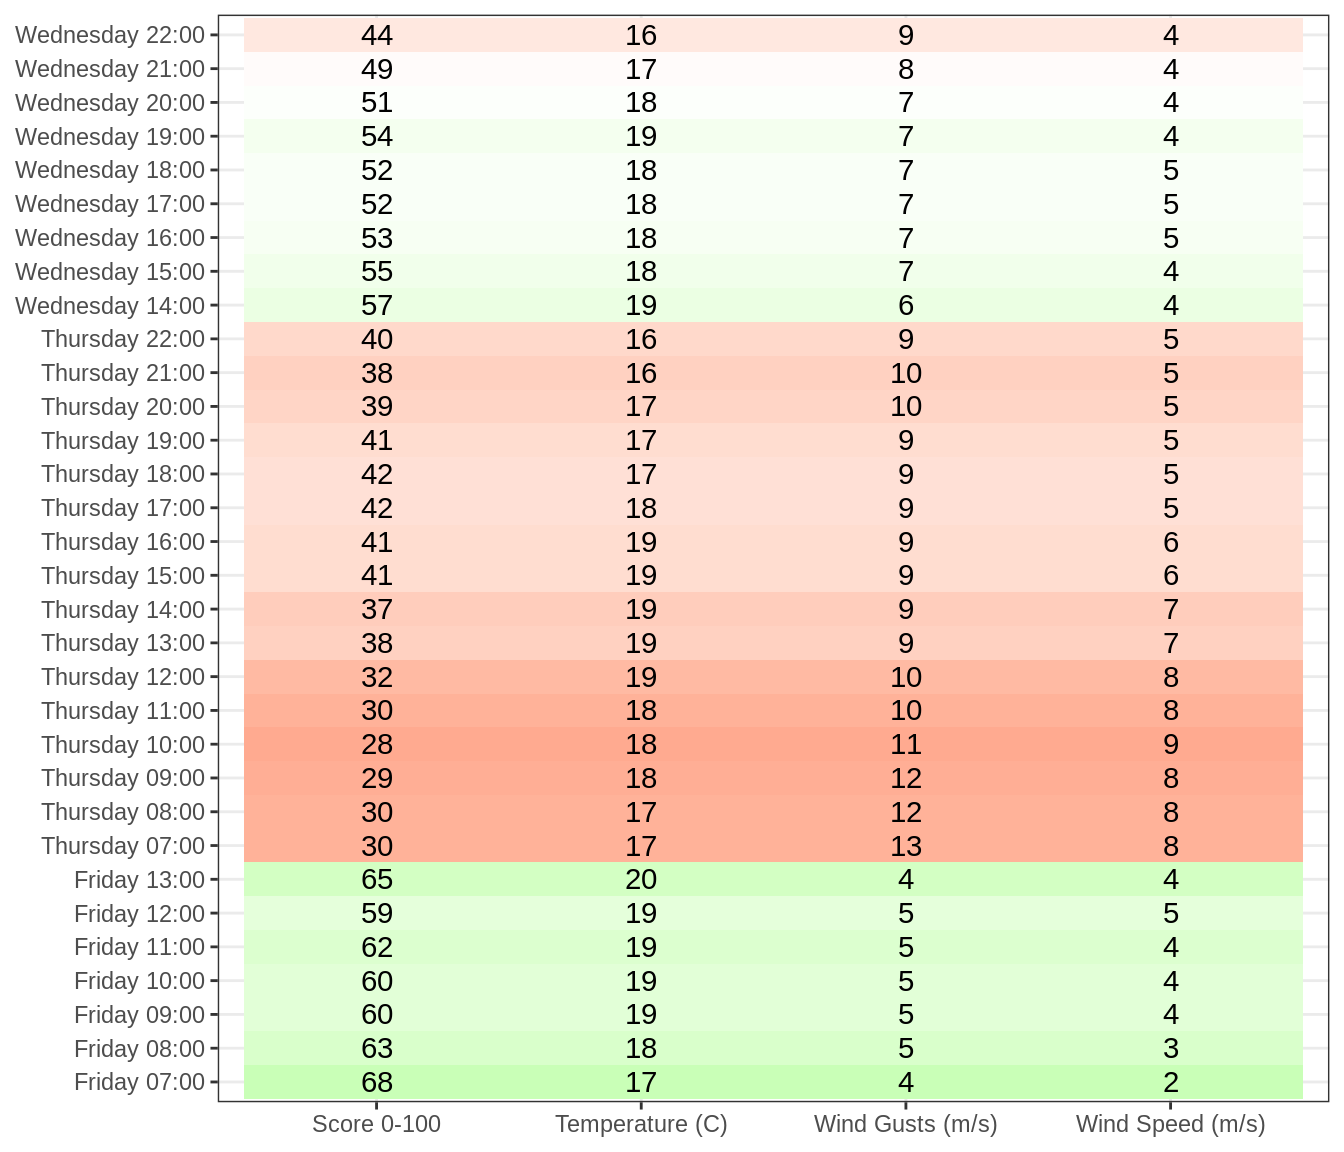 Wednesday 22:00 44 16 9 4
Wednesday 21:00 49 17 8 4
Wednesday 20:00 51 18 7 4
Wednesday 19:00 54 19 7 4
Wednesday 18:00 52 18 7 5
Wednesday 17:00 52 18 7 5
Wednesday 16:00 53 18 7 5
Wednesday 15:00 55 18 7 4
Wednesday 14:00 57 19 6 4
Thursday 22:00 40 16 9 5
Thursday 21:00 38 16 10 5
Thursday 20:00 39 17 10 5
Thursday 19:00 41 17 9 5
Thursday 18:00 42 17 9 5
Thursday 17:00 42 18 9 5
Thursday 16:00 41 19 9 6
Thursday 15:00 41 19 9 6
Thursday 14:00 37 19 9 7
Thursday 13:00 38 19 9 7
Thursday 12:00 32 19 10 8
Thursday 11:00 30 18 10 8
Thursday 10:00 28 18 11 9
Thursday 09:00 29 18 12 8
Thursday 08:00 30 17 12 8
Thursday 07:00 30 17 13 8
Friday 13:00 65 20 4 4
Friday 12:00 59 19 5 5
Friday 11:00 62 19 5 4
Friday 10:00 60 19 5 4
Friday 09:00 60 19 5 4
Friday 08:00 63 18 5 3
Friday 07:00 68 17 4 2
Score 0-100 Temperature (C) Wind Gusts (m/s) Wind Speed (m/s)